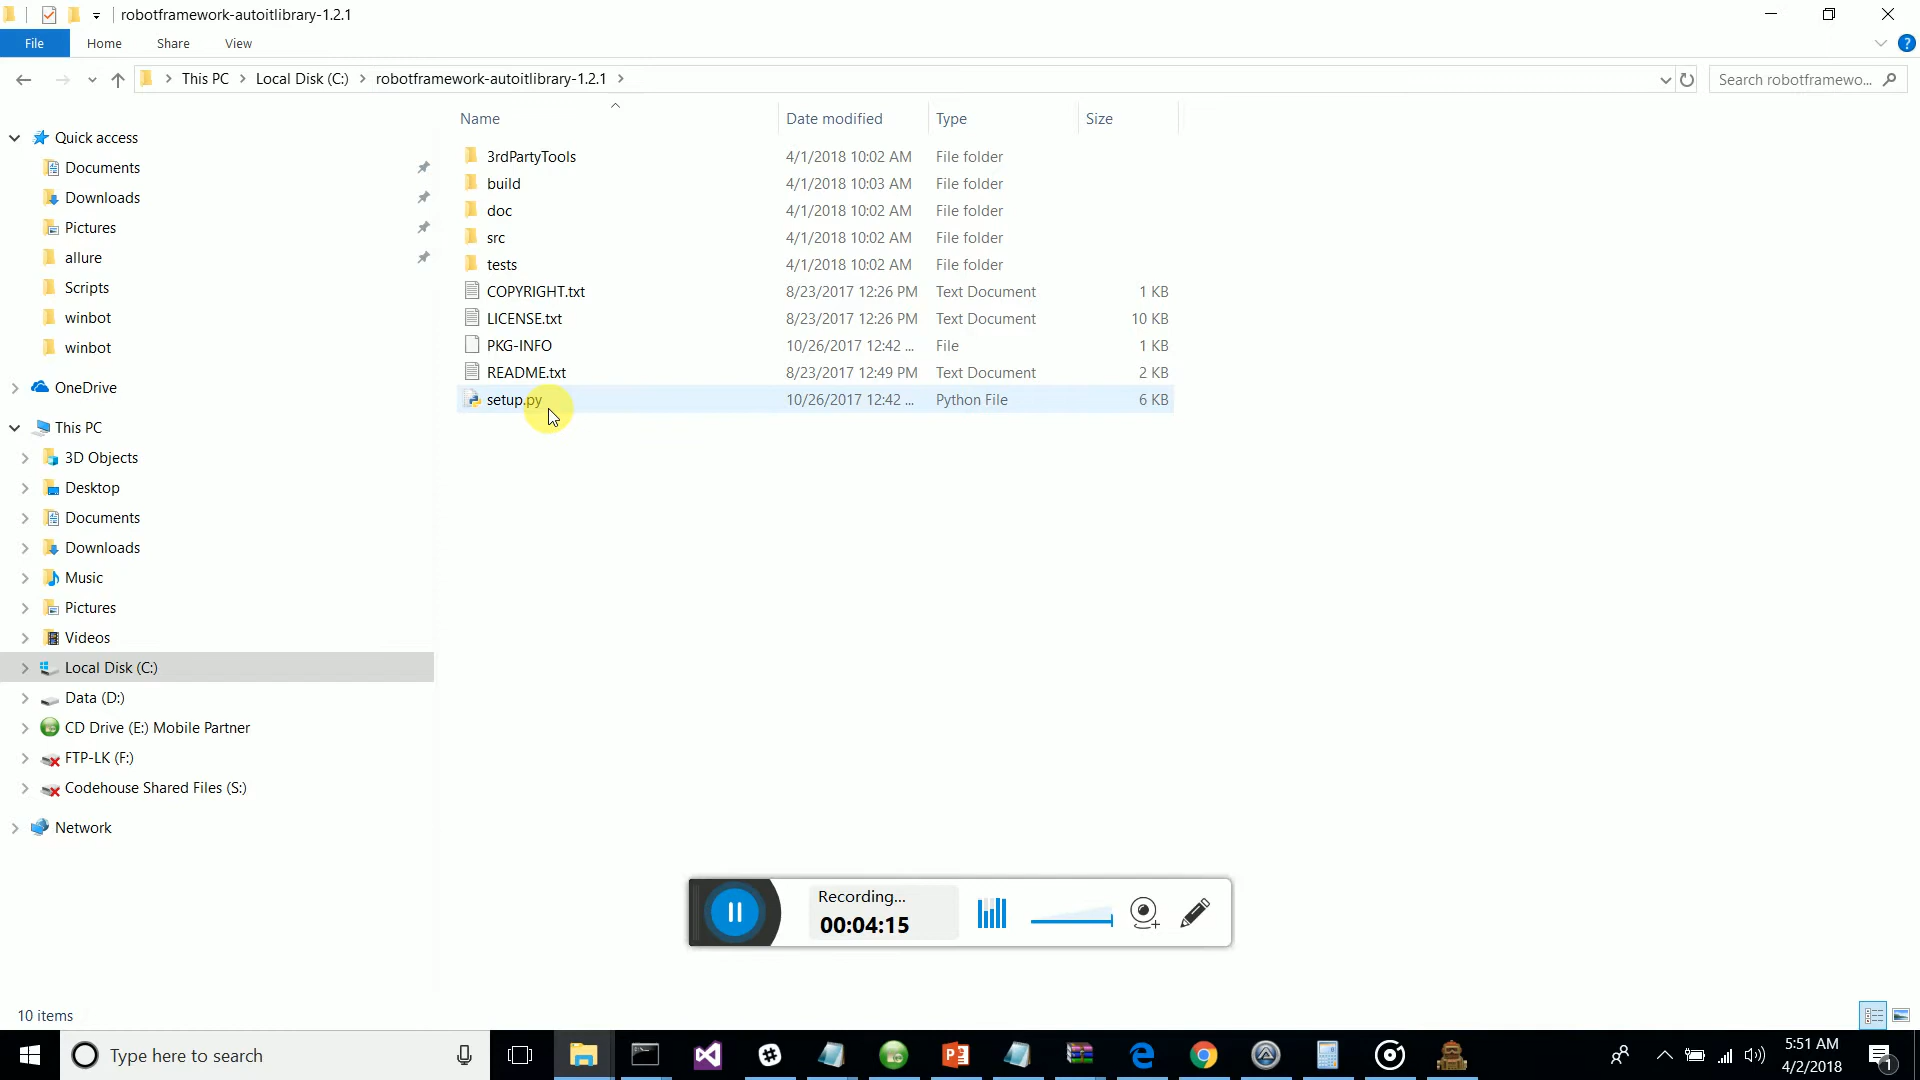 robotframework-autoitlibrary-1.2.1
File Home Share View
This PC Local Disk (C:) robotframework-autoitlibrary-1.2.1
Search robotframewo...
Name Date modified Type Size
Quick access
Documents
Downloads
Pictures
allure
Scripts
winbot
winbot
OneDrive
This PC
3D Objects
Desktop
Documents
Downloads
Music
Pictures
Videos
Local Disk (C:)
Data (D:)
CD Drive (E:) Mobile Partner
FTP-LK (F:)
Codehouse Shared Files (S:)
Network
3rdPartyTools 4/1/2018 10:02 AM File folder
build 4/1/2018 10:03 AM File folder
doc 4/1/2018 10:02 AM File folder
src 4/1/2018 10:02 AM File folder
tests 4/1/2018 10:02 AM File folder
COPYRIGHT.txt 8/23/2017 12:26 PM Text Document 1 KB
LICENSE.txt 8/23/2017 12:26 PM Text Document 10 KB
PKG-INFO 10/26/2017 12:42 ... File 1 KB
README.txt 8/23/2017 12:49 PM Text Document 2 KB
setup.py 10/26/2017 12:42 ... Python File 6 KB
Recording...
00:04:15
10 items
Type here to search
5:51 AM
4/2/2018
1